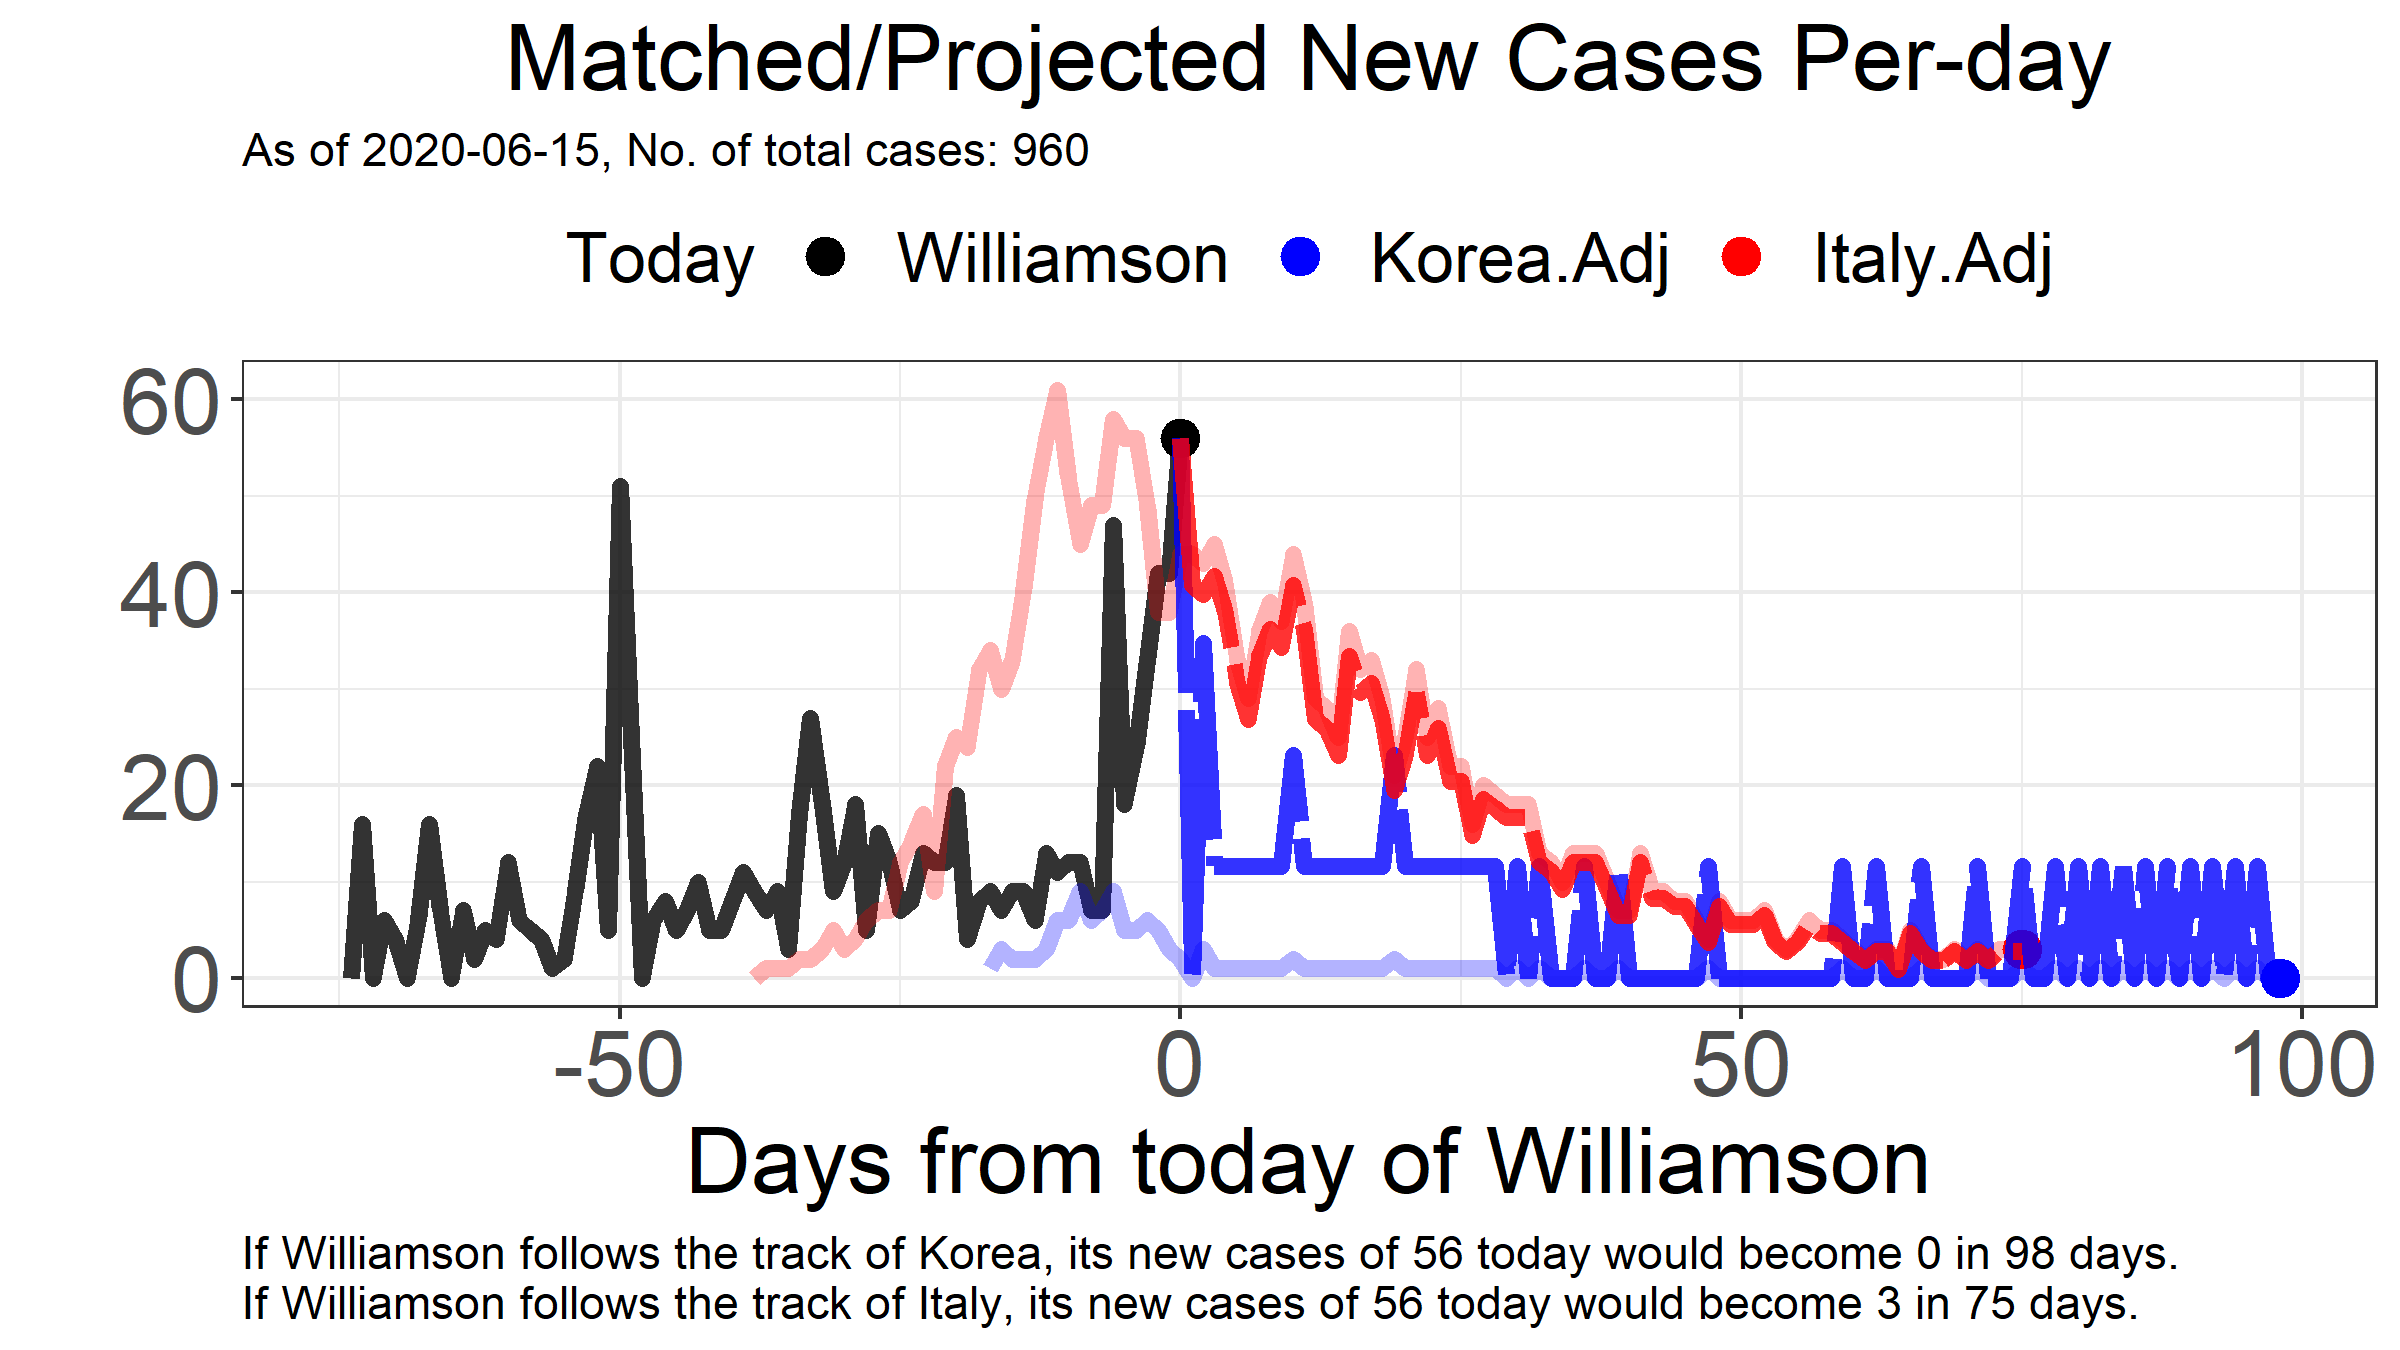 Matched/Projected New Cases Per-day
As of 2020-06-15, No. of total cases: 960
Today Williamson Korea.Adj Italy.Adj
60
40
20
0
-50 0 50 100
Days from today of Williamson
If Williamson follows the track of Korea, its new cases of 56 today would become 0 in 98 days.
If Williamson follows the track of Italy, its new cases of 56 today would become 3 in 75 days.